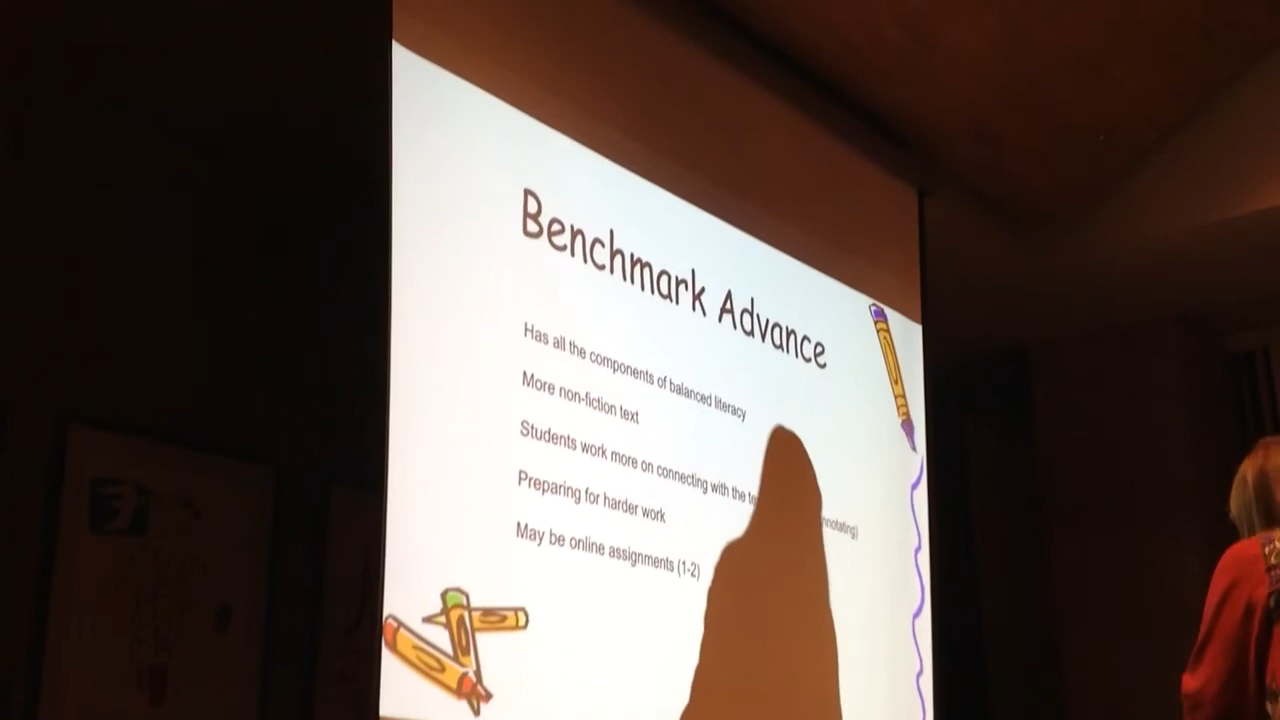 Benchmark Advance
Has all the components of balanced literacy
More non-fiction text
Students work more on connecting with the
Preparing for harder work
May be online assignments (1-2)